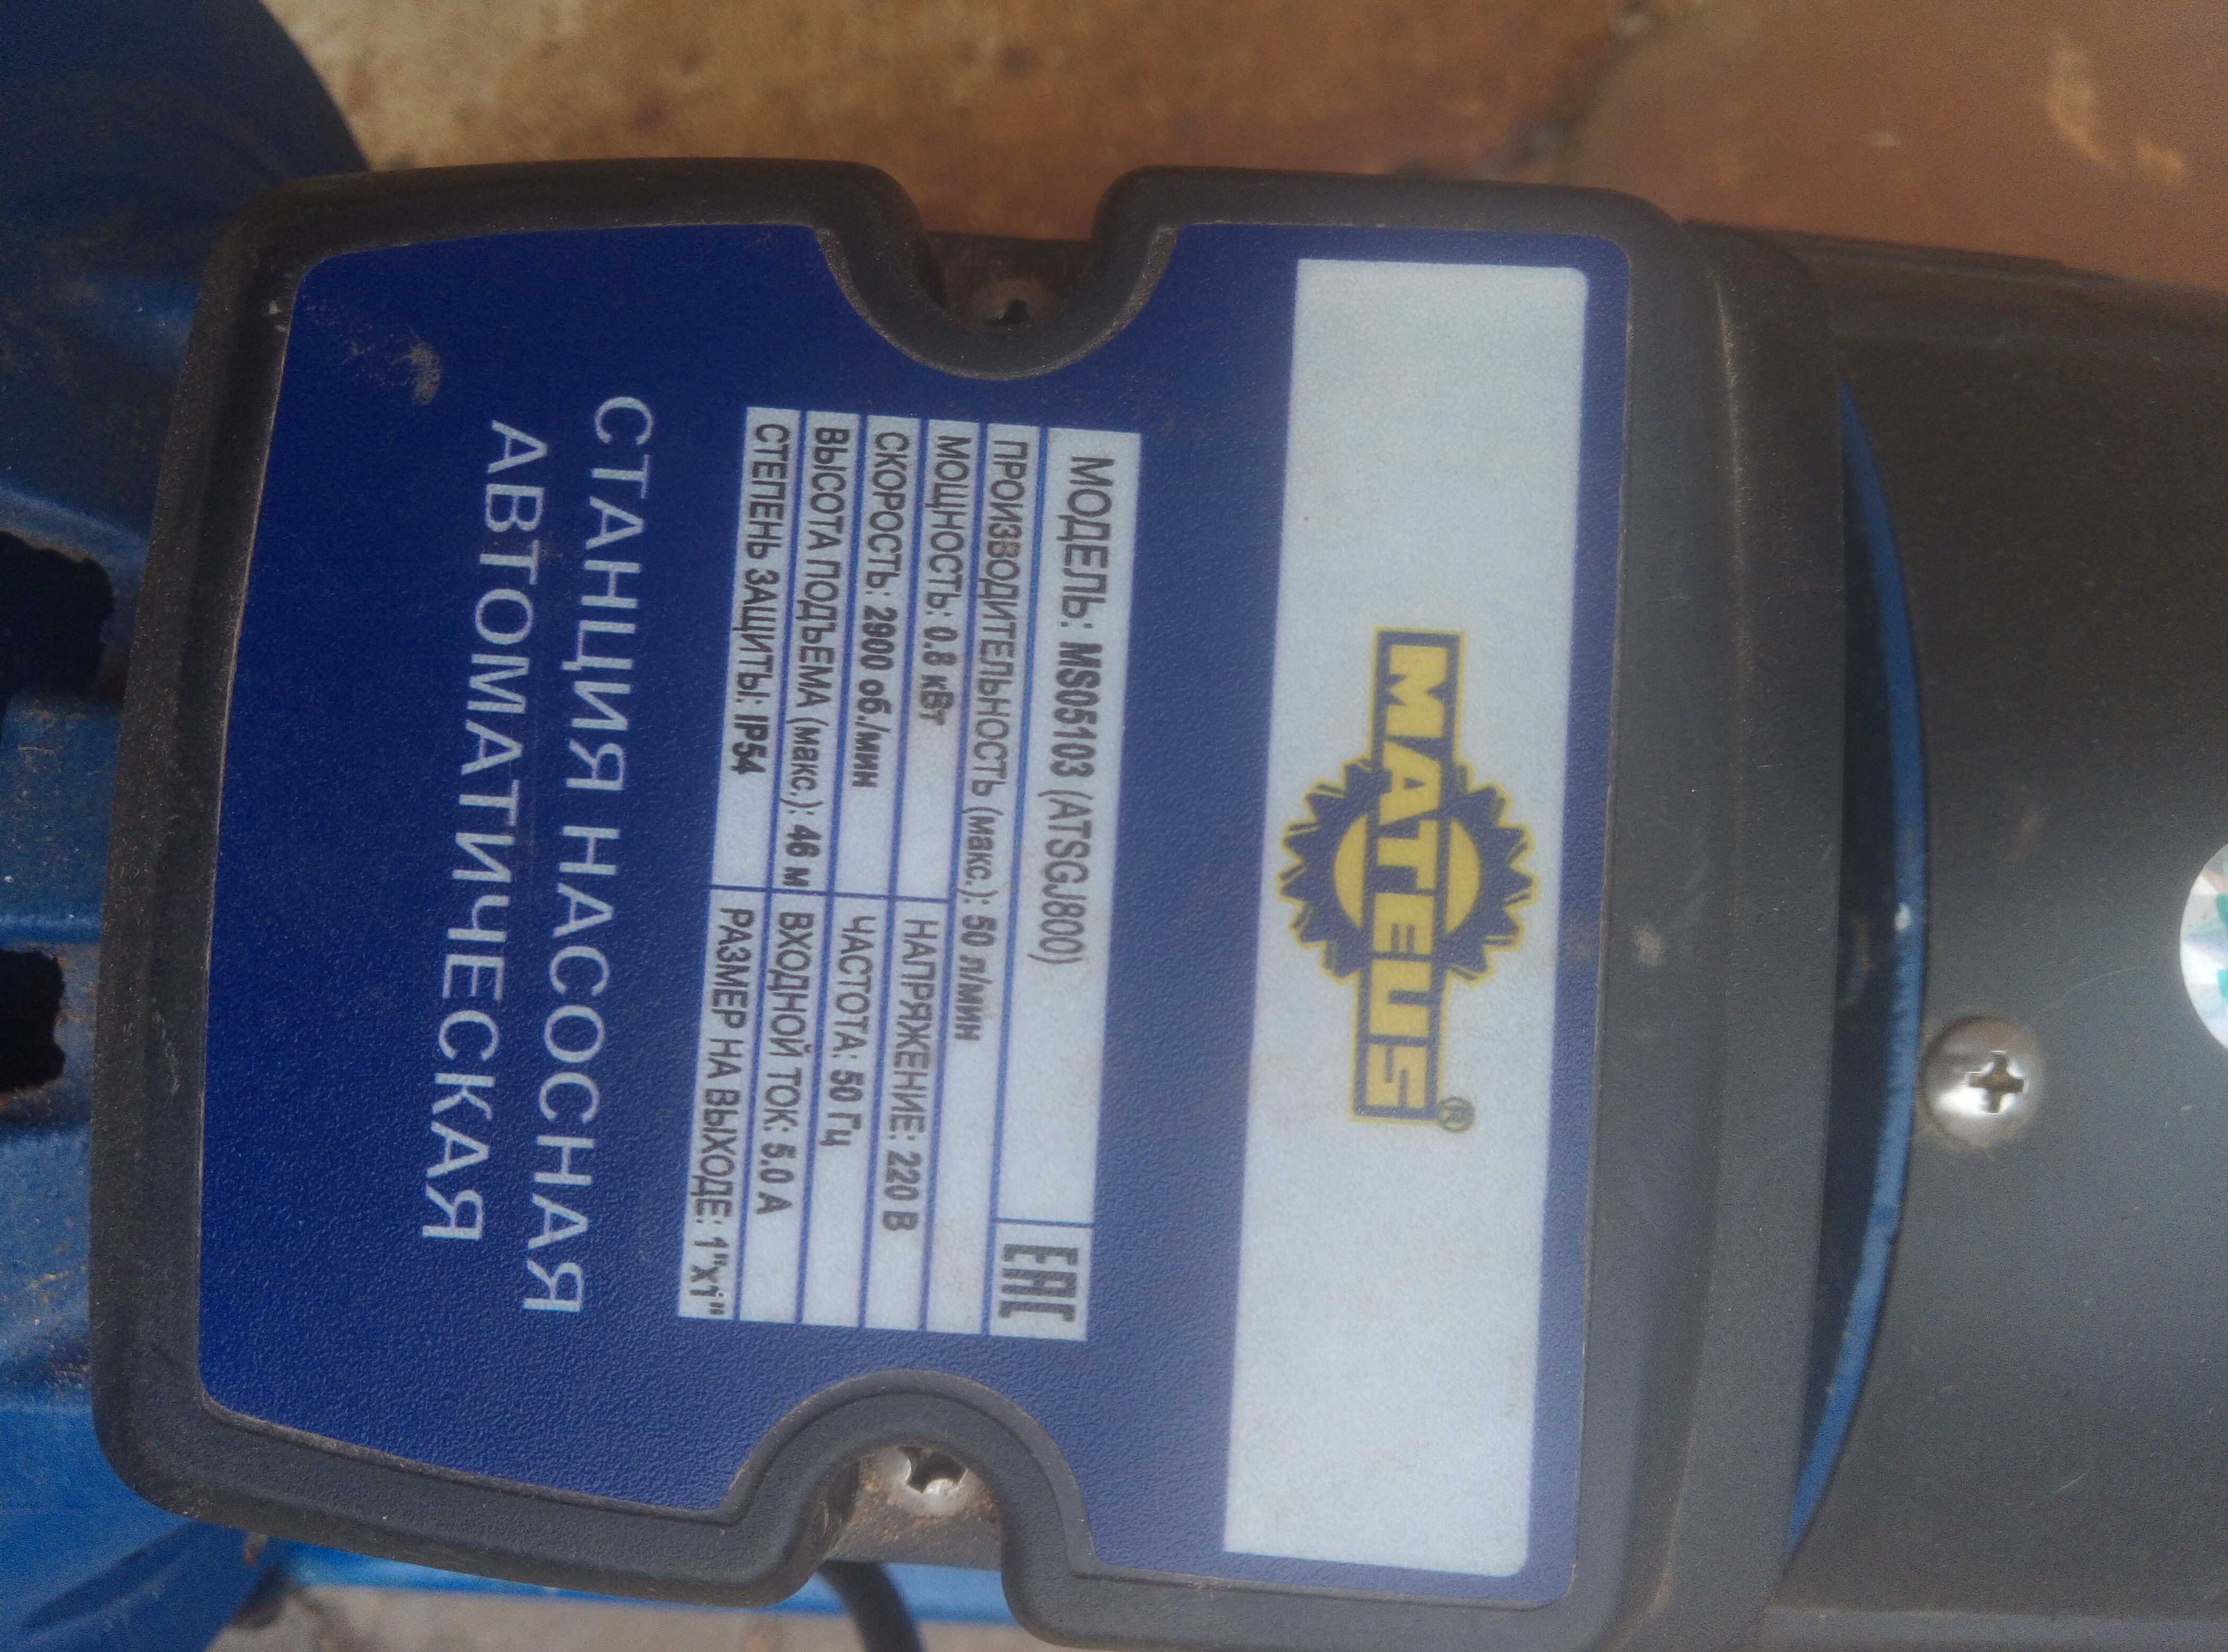 MATEUS®
МОДЕЛЬ: MS05103 (ATSGJ800) EAC
ПРОИЗВОДИТЕЛЬНОСТЬ (макс.): 50 л/мин
МОЩНОСТЬ: 0.8 кВт НАПРЯЖЕНИЕ: 220 В
СКОРОСТЬ: 2900 об./мин ЧАСТОТА: 50 Гц
ВЫСОТА ПОДЪЕМА (макс.): 46 м ВХОДНОЙ ТОК: 5.0 А
СТЕПЕНЬ ЗАЩИТЫ: IP54 РАЗМЕР НА ВЫХОДЕ: 1"x1"
СТАНЦИЯ НАСОСНАЯ
АВТОМАТИЧЕСКАЯ